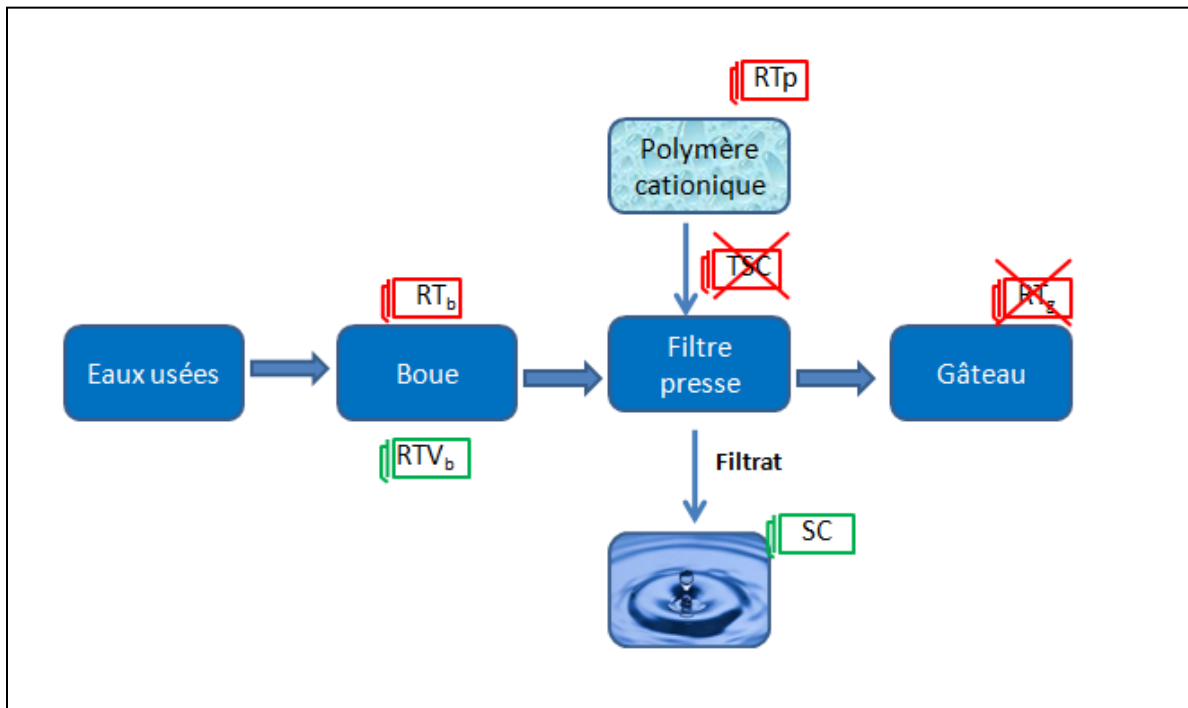 RTp
Polymère
cationique
TSC
RTb
RTg
Eaux usées
Boue
Filtre
presse
Gâteau
RTVb
Filtrat
SC